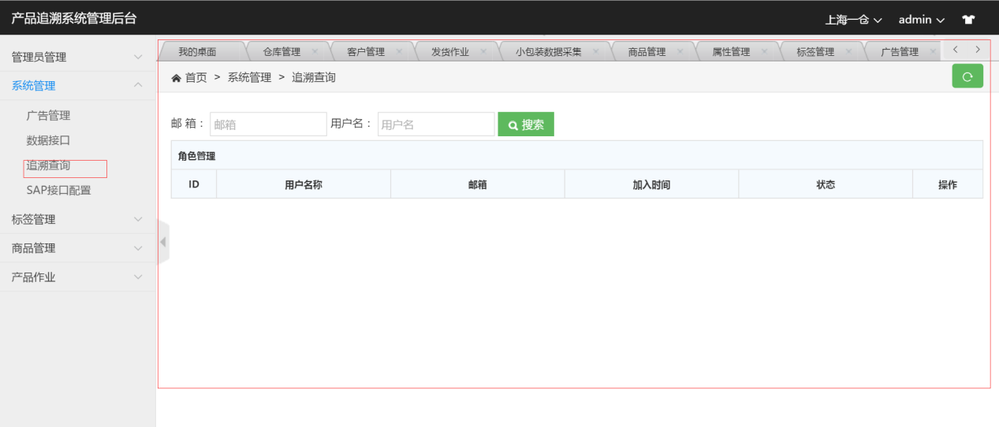 产品追溯系统管理后台 上海一仓 admin
管理员管理
系统管理
广告管理
数据接口
追溯查询
SAP接口配置
标签管理
商品管理
产品作业
我的桌面 仓库管理 客户管理 发货作业 小包装数据采集 商品管理 属性管理 标签管理 广告管理
首页 > 系统管理 > 追溯查询
邮 箱： 邮箱 用户名： 用户名 搜索
角色管理
ID 用户名称 邮箱 加入时间 状态 操作